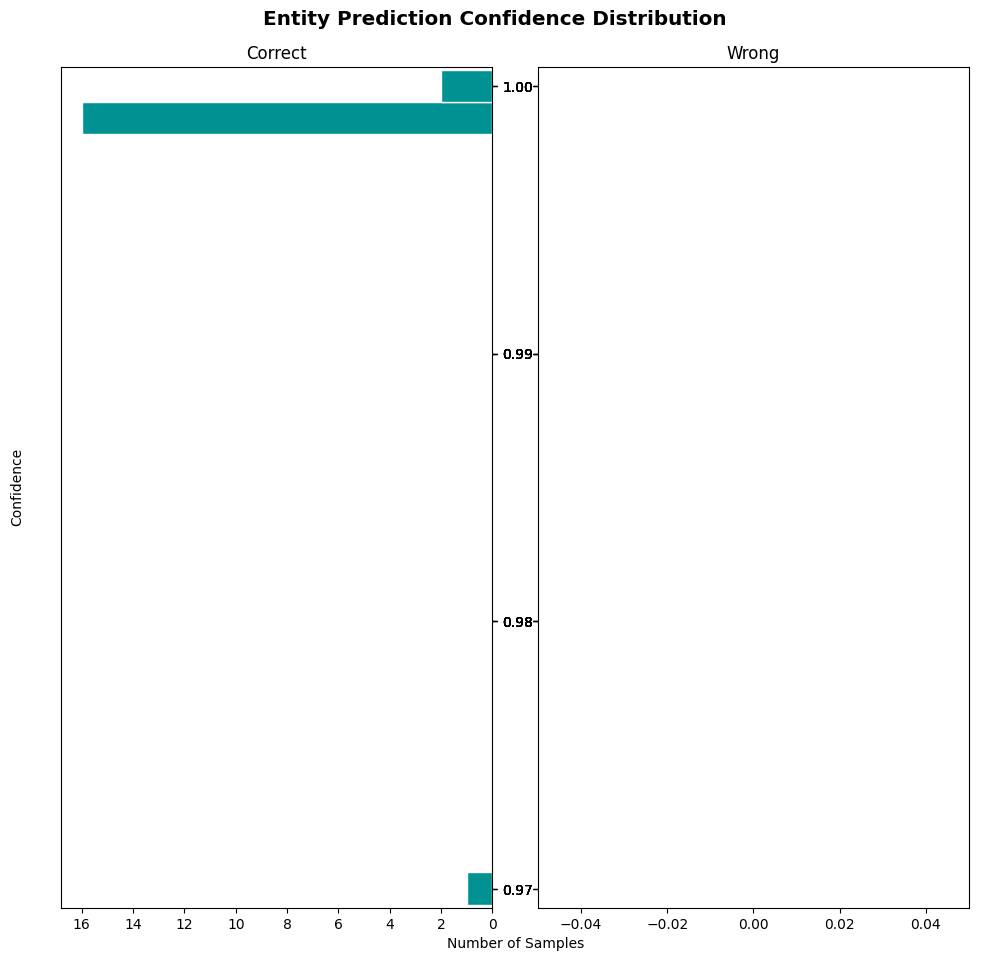 Entity Prediction Confidence Distribution
Correct
Wrong
1.00
0.99
0.98
0.97
Confidence
16 14 12 10 8 6 4 2 0
−0.04 −0.02 0.00 0.02 0.04
Number of Samples